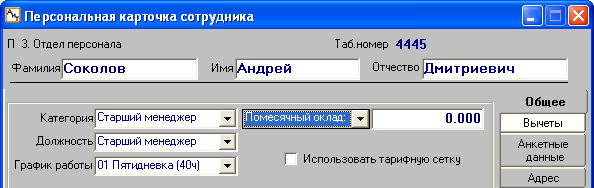 Персональная карточка сотрудника
П 3. Отдел персонала Таб.номер 4445
Фамилия Соколов Имя Андрей Отчество Дмитриевич
Общее
Категория Старший менеджер Помесячный оклад: 0.000
Вычеты
Должность Старший менеджер
Анкетные
данные
График работы 01 Пятидневка (40ч) Использовать тарифную сетку
Адрес